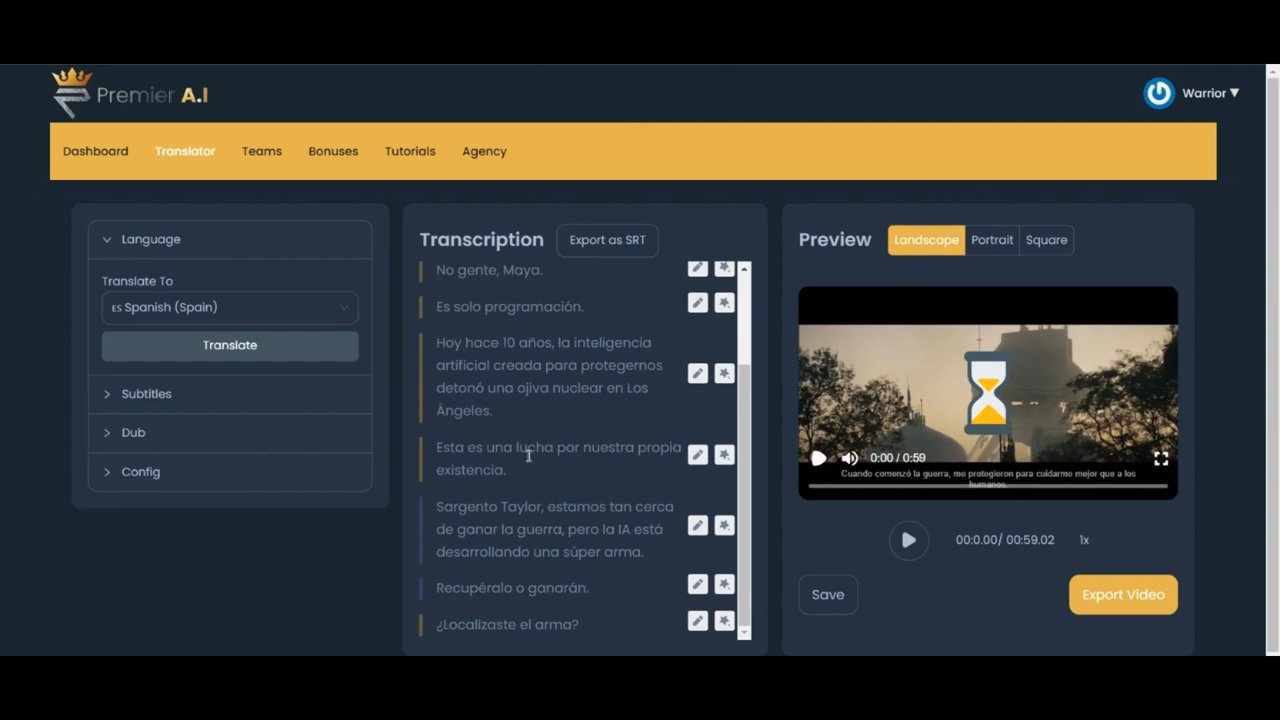 Premier A.I
Warrior ▼
Dashboard Translator Teams Bonuses Tutorials Agency
Language
Translate To
ES Spanish (Spain)
Translate
Subtitles
Dub
Config
Transcription
Export as SRT
No gente, Maya.
Es solo programación.
Hoy hace 10 años, la inteligencia
artificial creada para protegernos
detonó una ojiva nuclear en Los
Ángeles.
Esta es una lucha por nuestra propia
existencia.
Sargento Taylor, estamos tan cerca
de ganar la guerra, pero la IA está
desarrollando una súper arma.
Recupéralo o ganarán.
¿Localizaste el arma?
Preview
Landscape Portrait Square
0:00 / 0:59
Cuando comenzó la guerra, me protegieron para cuidarme mejor que a los
humanos.
00:0.00/ 00:59.02 1x
Save
Export Video